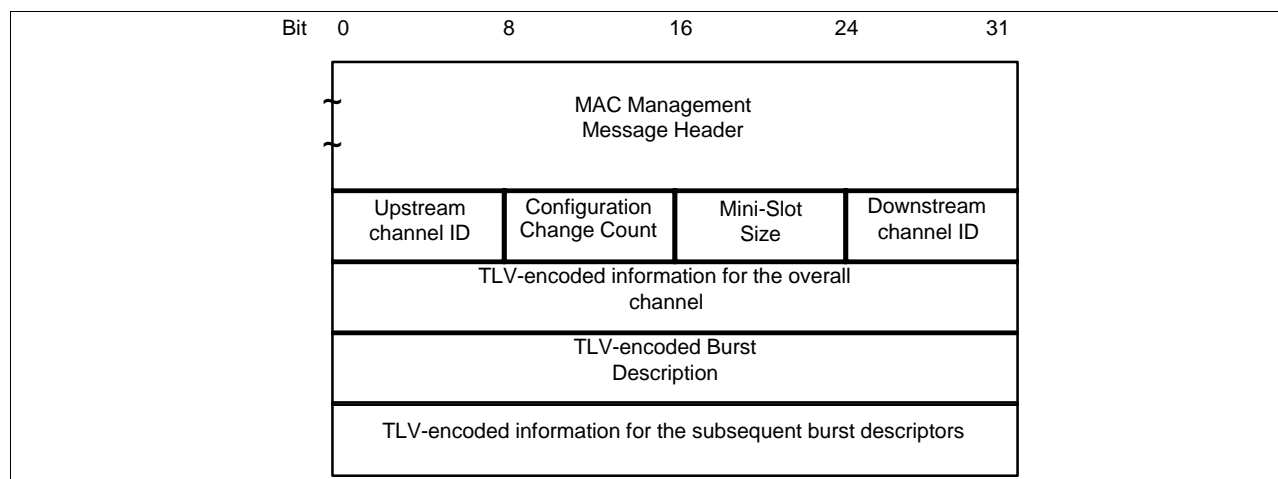 Bit 0 8 16 24 31
MAC Management
Message Header
Upstream
channel ID
Configuration
Change Count
Mini-Slot
Size
Downstream
channel ID
TLV-encoded information for the overall
channel
TLV-encoded Burst
Description
TLV-encoded information for the subsequent burst descriptors